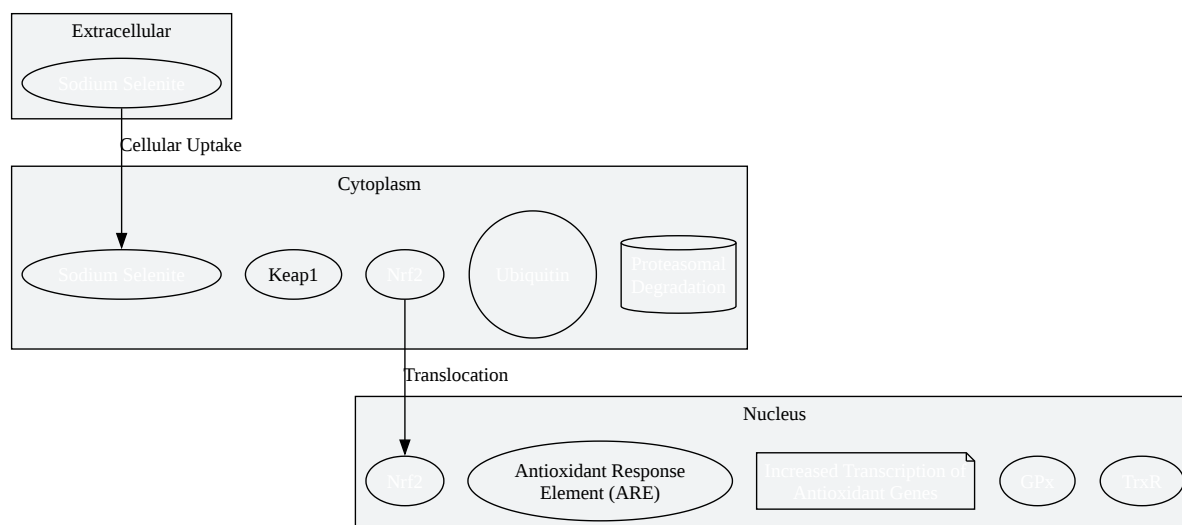 Extracellular
Sodium Selenite
Cellular Uptake
Cytoplasm
Sodium Selenite
Keap1
Nrf2
Ubiquitin
Proteasomal
Degradation
Translocation
Nucleus
Nrf2
Antioxidant Response
Element (ARE)
Increased Transcription of
Antioxidant Genes
GPx
TrxR